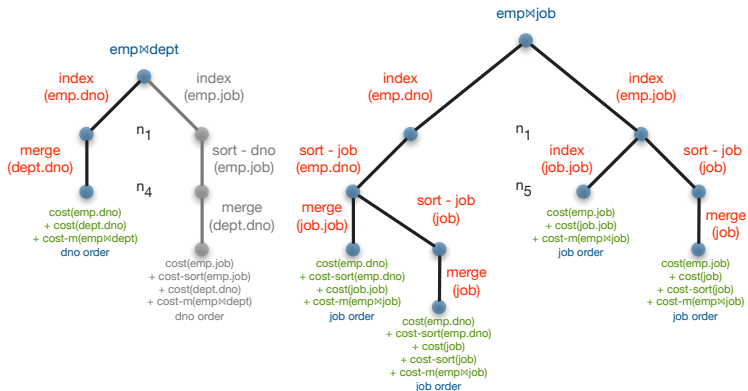 emp⋈dept
index
(emp.dno)
index
(emp.job)
n1
merge
(dept.dno)
sort - dno
(emp.job)
n4
merge
(dept.dno)
cost(emp.dno)
+ cost(dept.dno)
+ cost-m(emp⋈dept)
dno order
cost(emp.job)
+ cost-sort(emp.job)
+ cost(dept.dno)
+ cost-m(emp⋈dept)
dno order
emp⋈job
index
(emp.dno)
index
(emp.job)
n1
sort - job
(emp.dno)
index
(job.job)
sort - job
(job)
n5
merge
(job.job)
sort - job
(job)
merge
(job)
cost(emp.job)
+ cost(job.job)
+ cost-m(emp⋈job)
job order
cost(emp.dno)
+ cost-sort(emp.dno)
+ cost(job.job)
+ cost-m(emp⋈job)
job order
merge
(job)
cost(emp.job)
+ cost(job)
+ cost-sort(job)
+ cost-m(emp⋈job)
job order
cost(emp.dno)
+ cost-sort(emp.dno)
+ cost(job)
+ cost-sort(job)
+ cost-m(emp⋈job)
job order